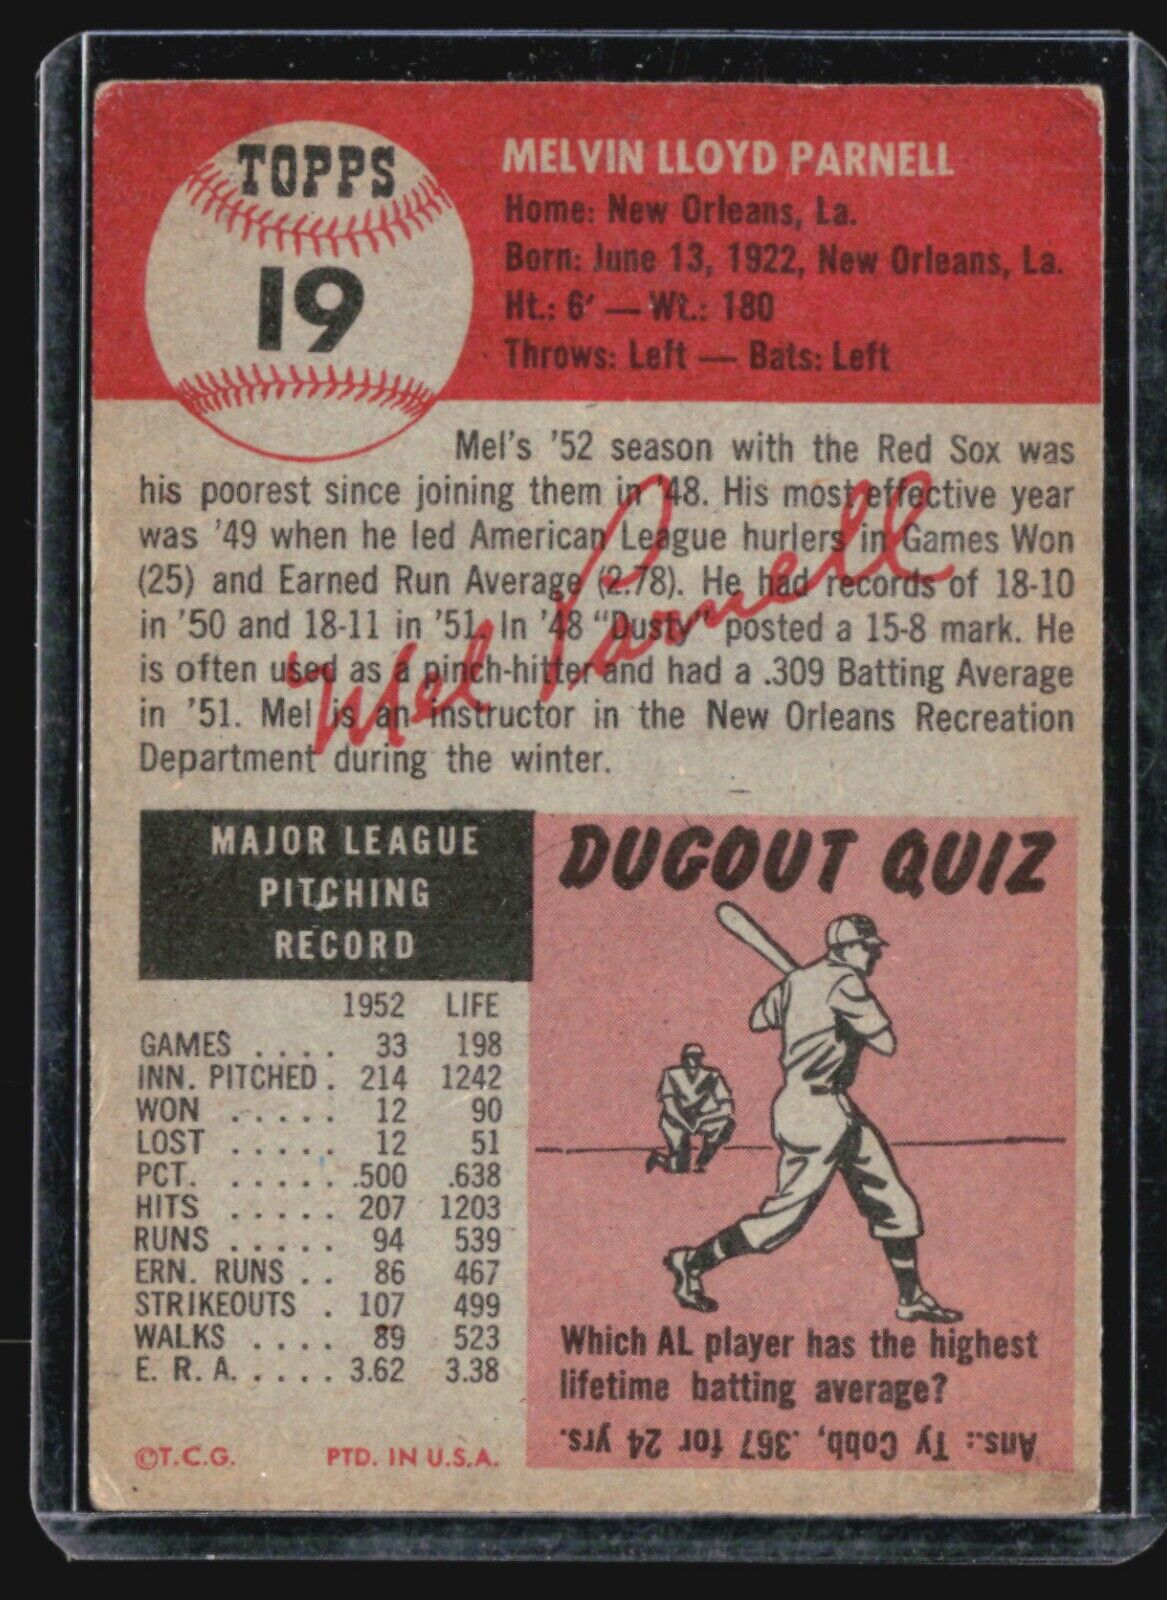 TOPPS
19
MELVIN LLOYD PARNELL
Home: New Orleans, La.
Born: June 13, 1922, New Orleans, La.
Ht.: 6' — Wt.: 180
Throws: Left — Bats: Left
Mel's '52 season with the Red Sox was
his poorest since joining them in '48. His most effective year
was '49 when he led American League hurlers in Games Won
(25) and Earned Run Average (2.78). He had records of 18-10
in '50 and 18-11 in '51. In '48 "Dusty" posted a 15-8 mark. He
is often used as a pinch-hitter and had a .309 Batting Average
in '51. Mel is an instructor in the New Orleans Recreation
Department during the winter.
Mel Parnell
MAJOR LEAGUE
PITCHING
RECORD
1952 LIFE
GAMES . . . . 33 198
INN. PITCHED . 214 1242
WON . . . . . 12 90
LOST . . . . . 12 51
PCT. . . . . . .500 .638
HITS . . . . . 207 1203
RUNS . . . . . 94 539
ERN. RUNS . . 86 467
STRIKEOUTS . 107 499
WALKS . . . . 89 523
E. R. A. . . . . . 3.62 3.38
©T.C.G. PTD. IN U.S.A.
DUGOUT QUIZ
Which AL player has the highest
lifetime batting average?
Ans.: Ty Cobb, .367 for 24 yrs.